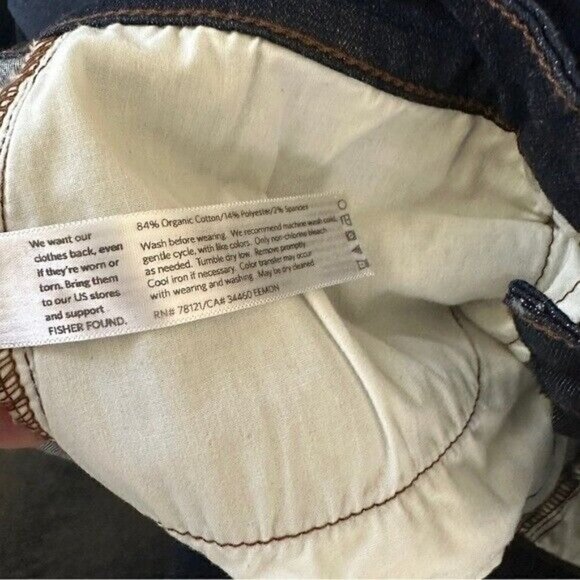 We want our
clothes back, even
if they're worn or
torn. Bring them
to our US stores
and support
FISHER FOUND.
84% Organic Cotton/14% Polyester/2% Spandex
Wash before wearing. We recommend machine wash cold,
gentle cycle, with like colors. Only non-chlorine bleach
as needed. Tumble dry low. Remove promptly.
Cool iron if necessary. Color transfer may occur
with wearing and washing. May be dry cleaned.
RN# 78121/CA# 34460 EEMON